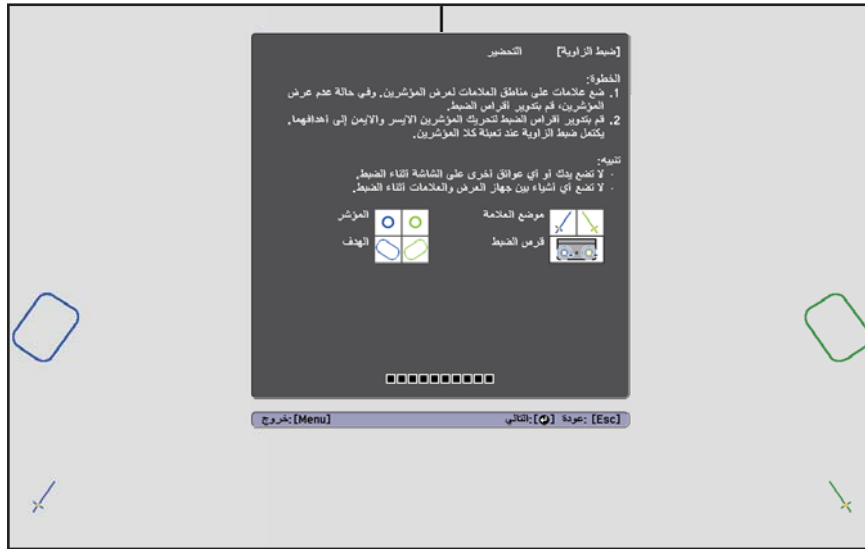 [ضبط الزاوية] التحضير
الخطوة:
1. ضع علامات على مناطق العلامات لعرض المؤشرين. وفي حالة عدم عرض
المؤشرين، قم بتدوير أقراص الضبط.
2. قم بتدوير أقراص الضبط لتحريك المؤشرين الأيسر والأيمن إلى أهدافهما.
يكتمل ضبط الزاوية عند تعبئة كلا المؤشرين.
تنبيه:
· لا تضع يدك أو أي عوائق أخرى على الشاشة أثناء الضبط.
· لا تضع أي أشياء بين جهاز العرض والعلامات أثناء الضبط.
موضع العلامة المؤشر
قرص الضبط الهدف
[Esc] :عودة [⏎]:التالي [Menu]:خروج